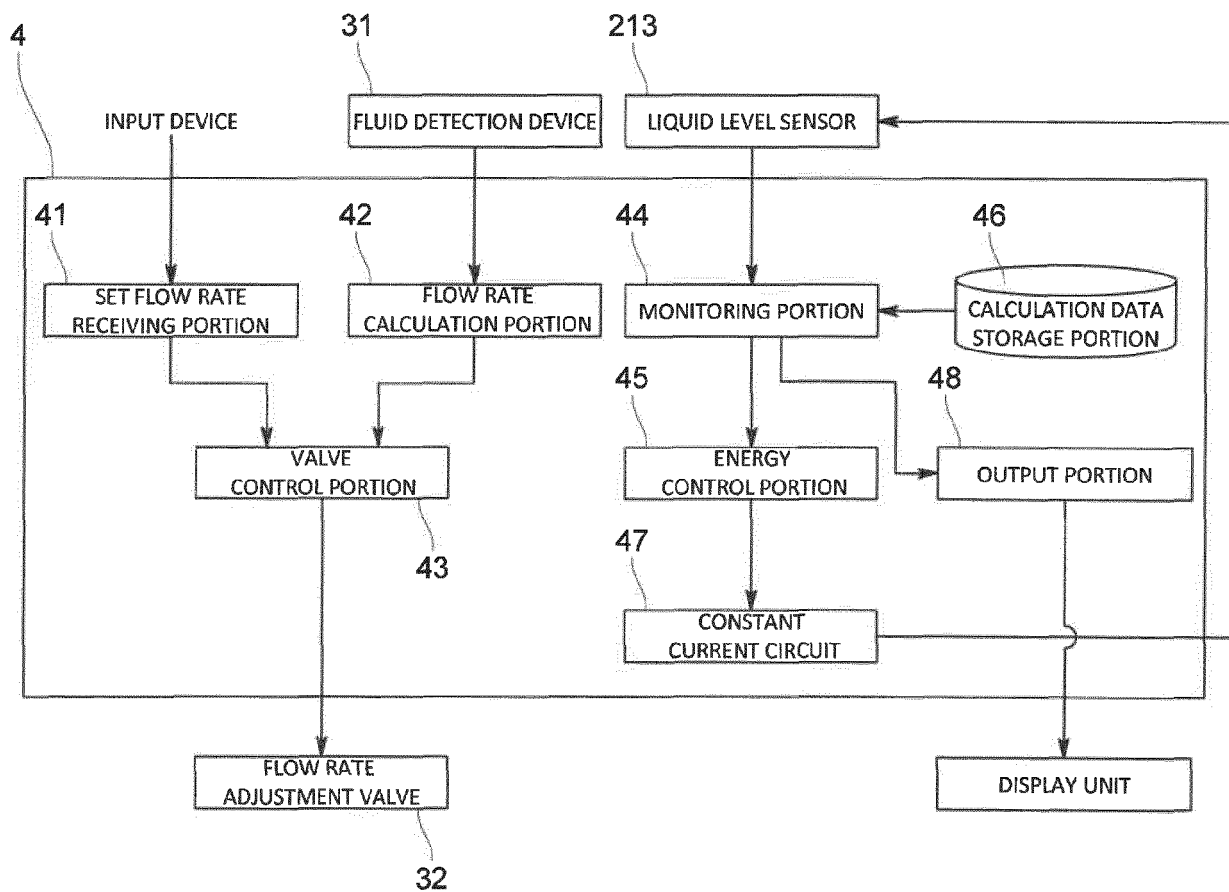 4
31
213
INPUT DEVICE
FLUID DETECTION DEVICE
LIQUID LEVEL SENSOR
41
42
44
46
SET FLOW RATE
RECEIVING PORTION
FLOW RATE
CALCULATION PORTION
MONITORING PORTION
CALCULATION DATA
STORAGE PORTION
45
48
VALVE
CONTROL PORTION
ENERGY
CONTROL PORTION
OUTPUT PORTION
43
47
CONSTANT
CURRENT CIRCUIT
FLOW RATE
ADJUSTMENT VALVE
DISPLAY UNIT
32